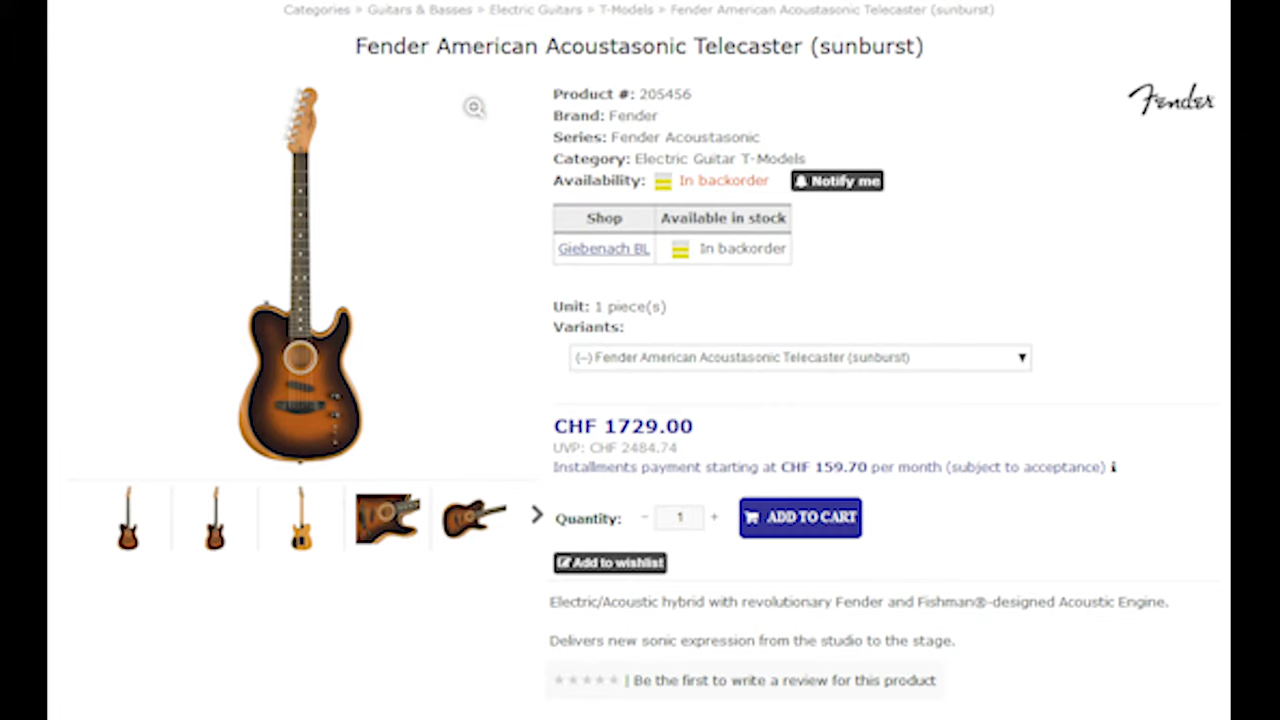 Categories » Guitars & Basses » Electric Guitars » T-Models » Fender American Acoustasonic Telecaster (sunburst)
Fender American Acoustasonic Telecaster (sunburst)
Product #: 205456
Fender
Brand: Fender
Series: Fender Acoustasonic
Category: Electric Guitar T-Models
Availability: In backorder Notify me
Shop Available in stock
Giebenach BL In backorder
Unit: 1 piece(s)
Variants:
(--) Fender American Acoustasonic Telecaster (sunburst)
CHF 1729.00
UVP: CHF 2484.74
Installments payment starting at CHF 159.70 per month (subject to acceptance) i
Quantity: − 1 + ADD TO CART
Add to wishlist
Electric/Acoustic hybrid with revolutionary Fender and Fishman®-designed Acoustic Engine.
Delivers new sonic expression from the studio to the stage.
| Be the first to write a review for this product